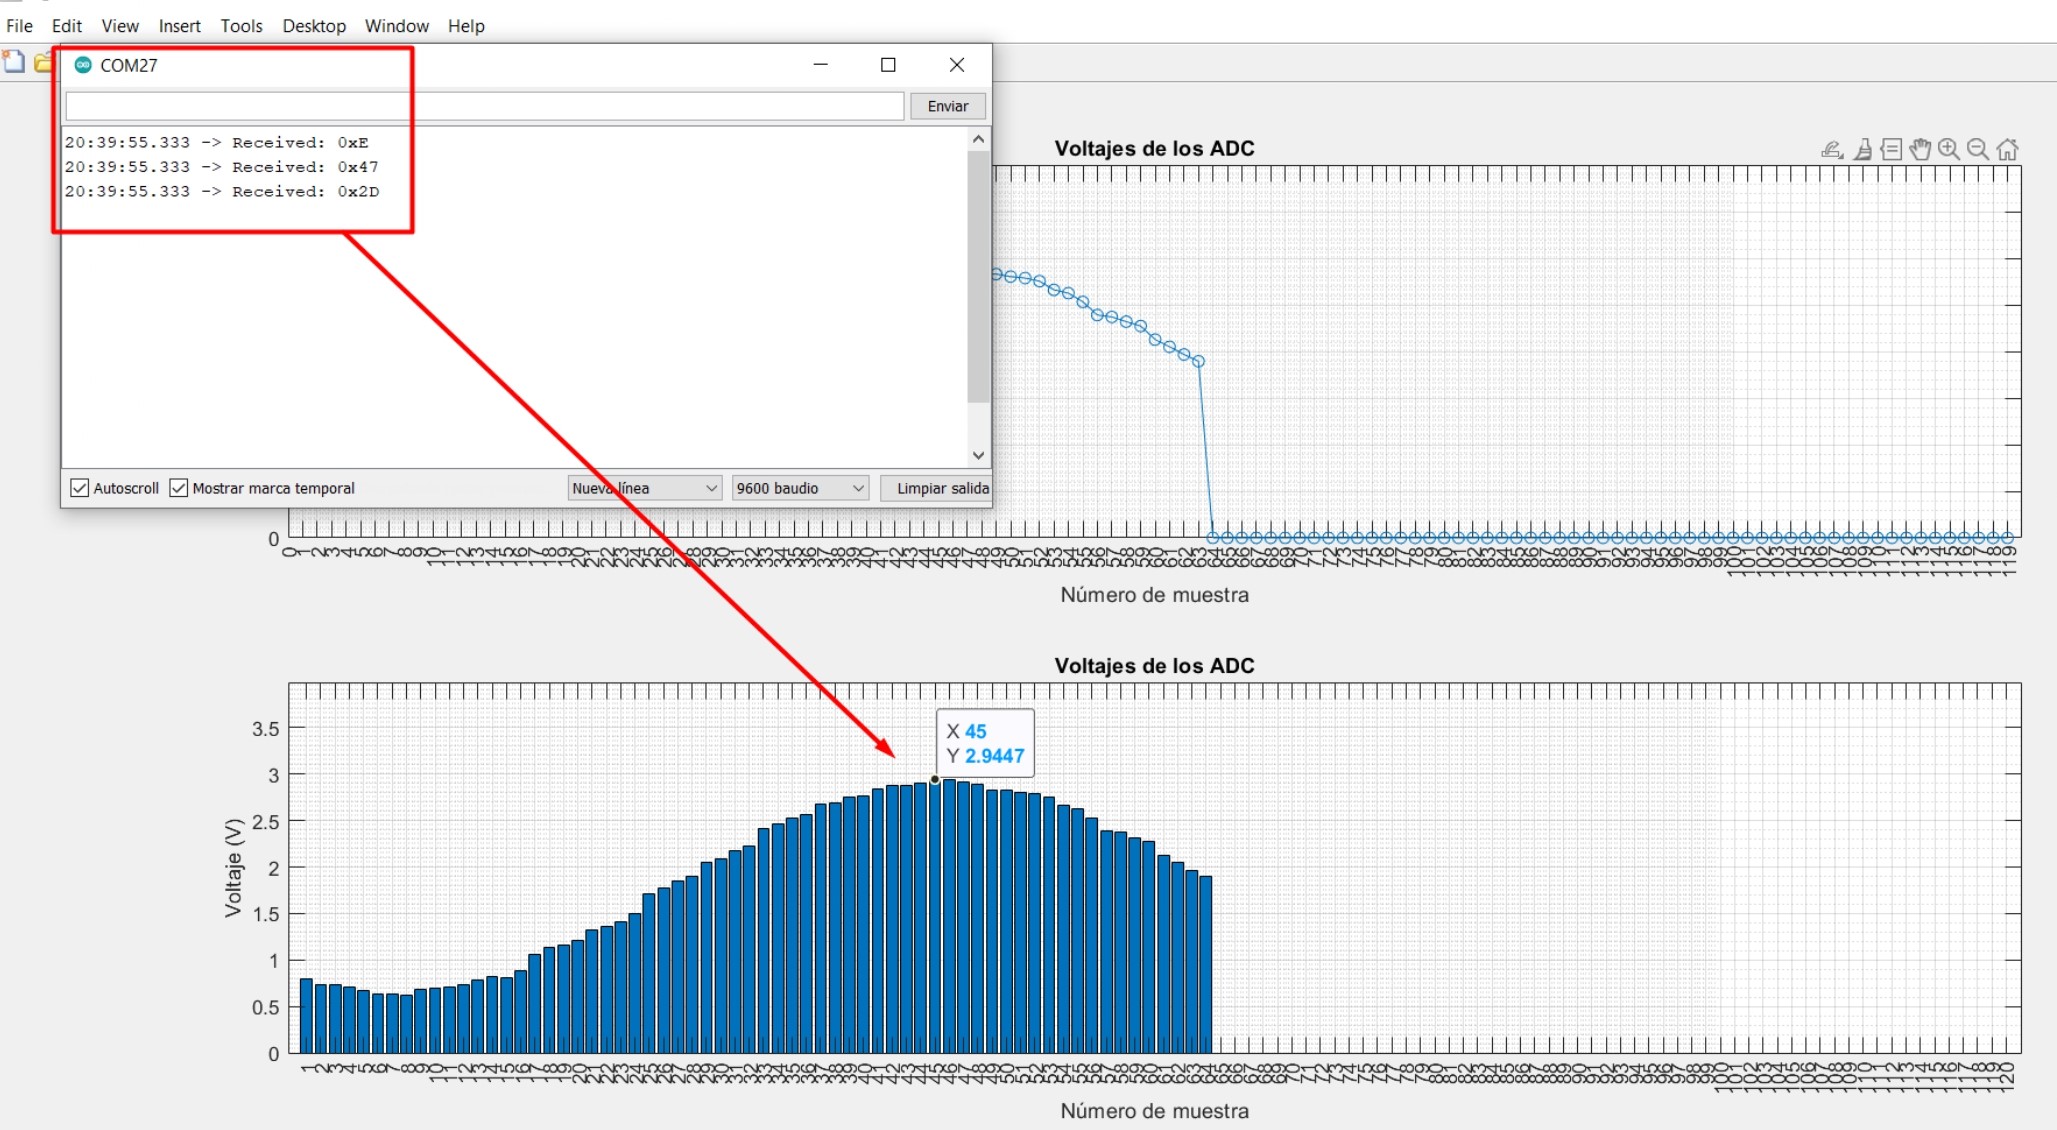 File Edit View Insert Tools Desktop Window Help
COM27
Enviar
20:39:55.333 -> Received: 0xE
20:39:55.333 -> Received: 0x47
20:39:55.333 -> Received: 0x2D
Autoscroll Mostrar marca temporal Nueva línea 9600 baudio Limpiar salida
Voltajes de los ADC
0
0 1 2 3 4 5 6 7 8 9 10 11 12 13 14 15 16 17 18 19 20 21 22 23 24 25 26 27 28 29 30 31 32 33 34 35 36 37 38 39 40 41 42 43 44 45 46 47 48 49 50 51 52 53 54 55 56 57 58 59 60 61 62 63 64 65 66 67 68 69 70 71 72 73 74 75 76 77 78 79 80 81 82 83 84 85 86 87 88 89 90 91 92 93 94 95 96 97 98 99 100 101 102 103 104 105 106 107 108 109 110 111 112 113 114 115 116 117 118 119
Número de muestra
Voltajes de los ADC
X 45
Y 2.9447
3.5
3
2.5
2
1.5
1
0.5
0
Voltaje (V)
1 2 3 4 5 6 7 8 9 10 11 12 13 14 15 16 17 18 19 20 21 22 23 24 25 26 27 28 29 30 31 32 33 34 35 36 37 38 39 40 41 42 43 44 45 46 47 48 49 50 51 52 53 54 55 56 57 58 59 60 61 62 63 64 65 66 67 68 69 70 71 72 73 74 75 76 77 78 79 80 81 82 83 84 85 86 87 88 89 90 91 92 93 94 95 96 97 98 99 100 101 102 103 104 105 106 107 108 109 110 111 112 113 114 115 116 117 118 119 120
Número de muestra